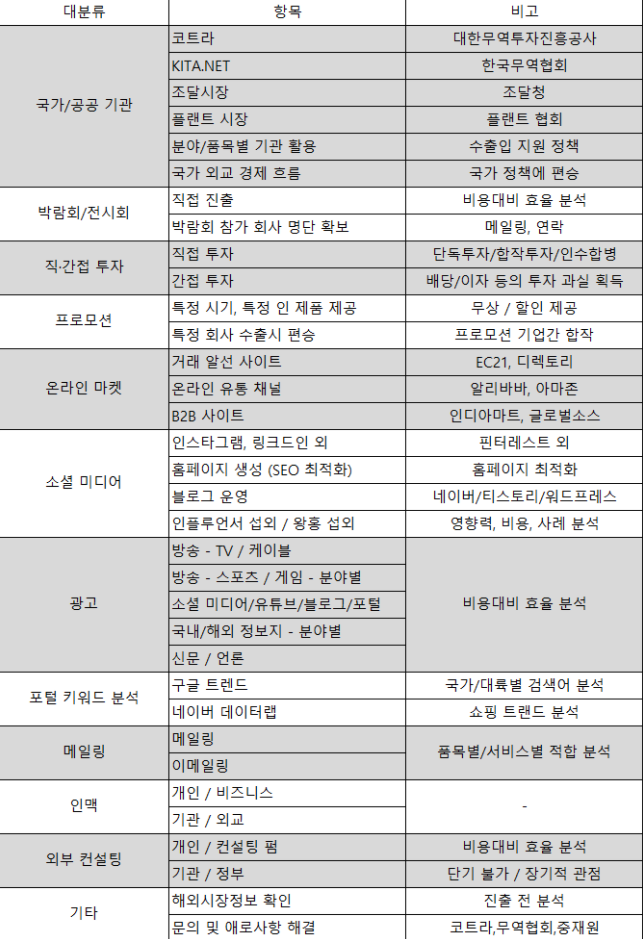 대분류 항목 비고
국가/공공 기관
코트라 대한무역투자진흥공사
KITA.NET 한국무역협회
조달시장 조달청
플랜트 시장 플랜트 협회
분야/품목별 기관 활용 수출입 지원 정책
국가 외교 경제 흐름 국가 정책에 편승
박람회/전시회
직접 진출 비용대비 효율 분석
박람회 참가 회사 명단 확보 메일링, 연락
직·간접 투자
직접 투자 단독투자/합작투자/인수합병
간접 투자 배당/이자 등의 투자 과실 획득
프로모션
특정 시기, 특정 인 제품 제공 무상 / 할인 제공
특정 회사 수출시 편승 프로모션 기업간 합작
온라인 마켓
거래 알선 사이트 EC21, 디렉토리
온라인 유통 채널 알리바바, 아마존
B2B 사이트 인디아마트, 글로벌소스
소셜 미디어
인스타그램, 링크드인 외 핀터레스트 외
홈페이지 생성 (SEO 최적화) 홈페이지 최적화
블로그 운영 네이버/티스토리/워드프레스
인플루언서 섭외 / 왕홍 섭외 영향력, 비용, 사례 분석
광고
방송 - TV / 케이블
방송 - 스포츠 / 게임 - 분야별
소셜 미디어/유튜브/블로그/포털 비용대비 효율 분석
국내/해외 정보지 - 분야별
신문 / 언론
포털 키워드 분석
구글 트렌드 국가/대륙별 검색어 분석
네이버 데이터랩 쇼핑 트랜드 분석
메일링
메일링 품목별/서비스별 적합 분석
이메일링
인맥
개인 / 비즈니스 -
기관 / 외교
외부 컨설팅
개인 / 컨설팅 펌 비용대비 효율 분석
기관 / 정부 단기 불가 / 장기적 관점
기타
해외시장정보 확인 진출 전 분석
문의 및 애로사항 해결 코트라,무역협회,중재원